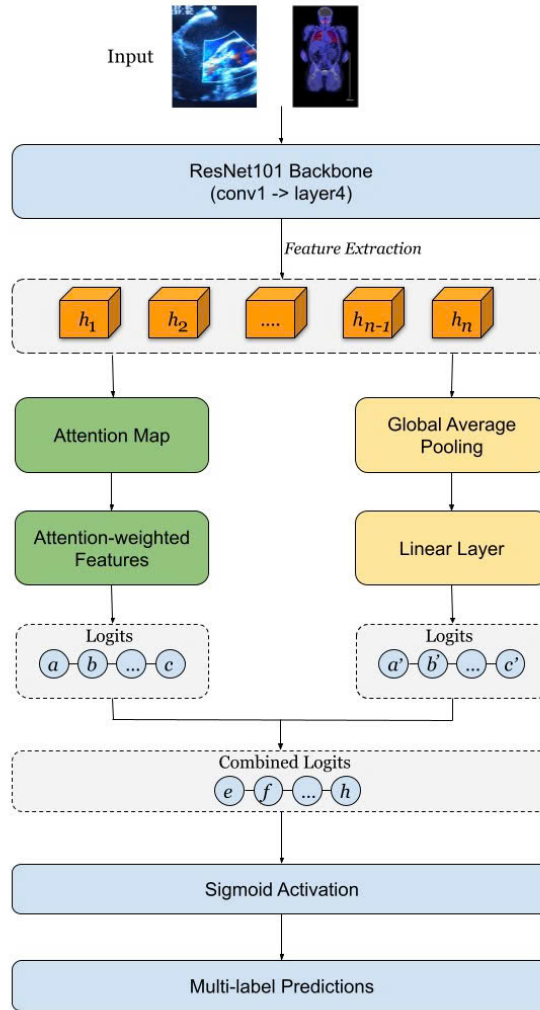 Input
ResNet101 Backbone
(conv1 -> layer4)
Feature Extraction
h1 h2 .... hn-1 hn
Attention Map
Global Average
Pooling
Attention-weighted
Features
Linear Layer
Logits
a b ... c
Logits
a' b' ... c'
Combined Logits
e f ... h
Sigmoid Activation
Multi-label Predictions